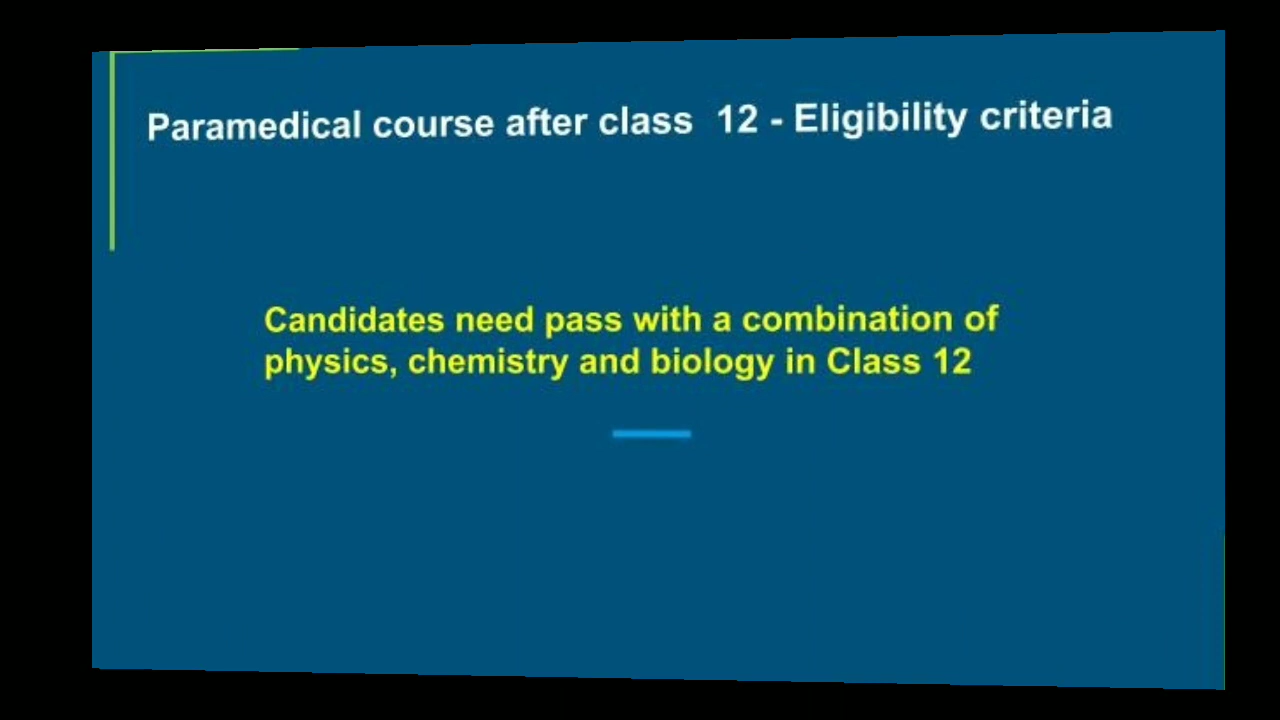 Paramedical course after class 12 - Eligibility criteria
Candidates need pass with a combination of
physics, chemistry and biology in Class 12